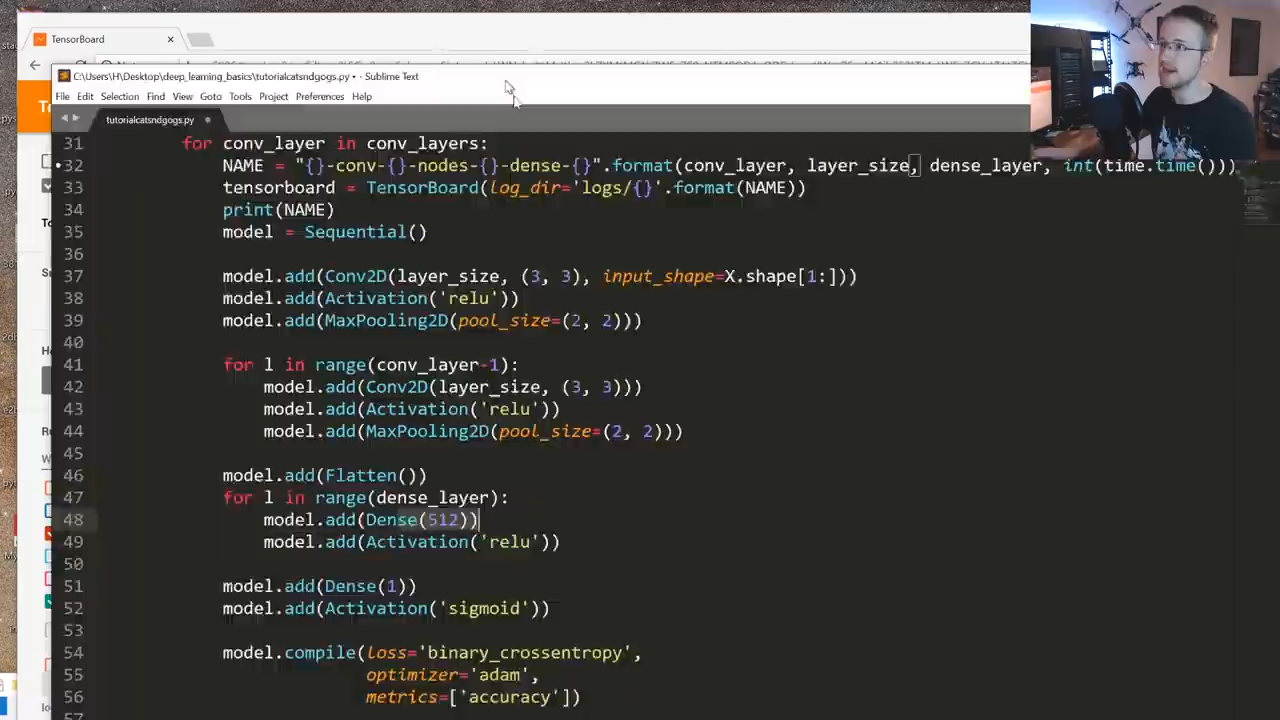 TensorBoard
C:\Users\H\Desktop\deep_learning_basics\tutorialcatsndgogs.py • - Sublime Text
File Edit Selection Find View Goto Tools Project Preferences Help
tutorialcatsndgogs.py
31 for conv_layer in conv_layers:
32 NAME = "{}-conv-{}-nodes-{}-dense-{}".format(conv_layer, layer_size, dense_layer, int(time.time()))
33 tensorboard = TensorBoard(log_dir='logs/{}'.format(NAME))
34 print(NAME)
35 model = Sequential()
36
37 model.add(Conv2D(layer_size, (3, 3), input_shape=X.shape[1:]))
38 model.add(Activation('relu'))
39 model.add(MaxPooling2D(pool_size=(2, 2)))
40
41 for l in range(conv_layer-1):
42 model.add(Conv2D(layer_size, (3, 3)))
43 model.add(Activation('relu'))
44 model.add(MaxPooling2D(pool_size=(2, 2)))
45
46 model.add(Flatten())
47 for l in range(dense_layer):
48 model.add(Dense(512))
49 model.add(Activation('relu'))
50
51 model.add(Dense(1))
52 model.add(Activation('sigmoid'))
53
54 model.compile(loss='binary_crossentropy',
55 optimizer='adam',
56 metrics=['accuracy'])
57